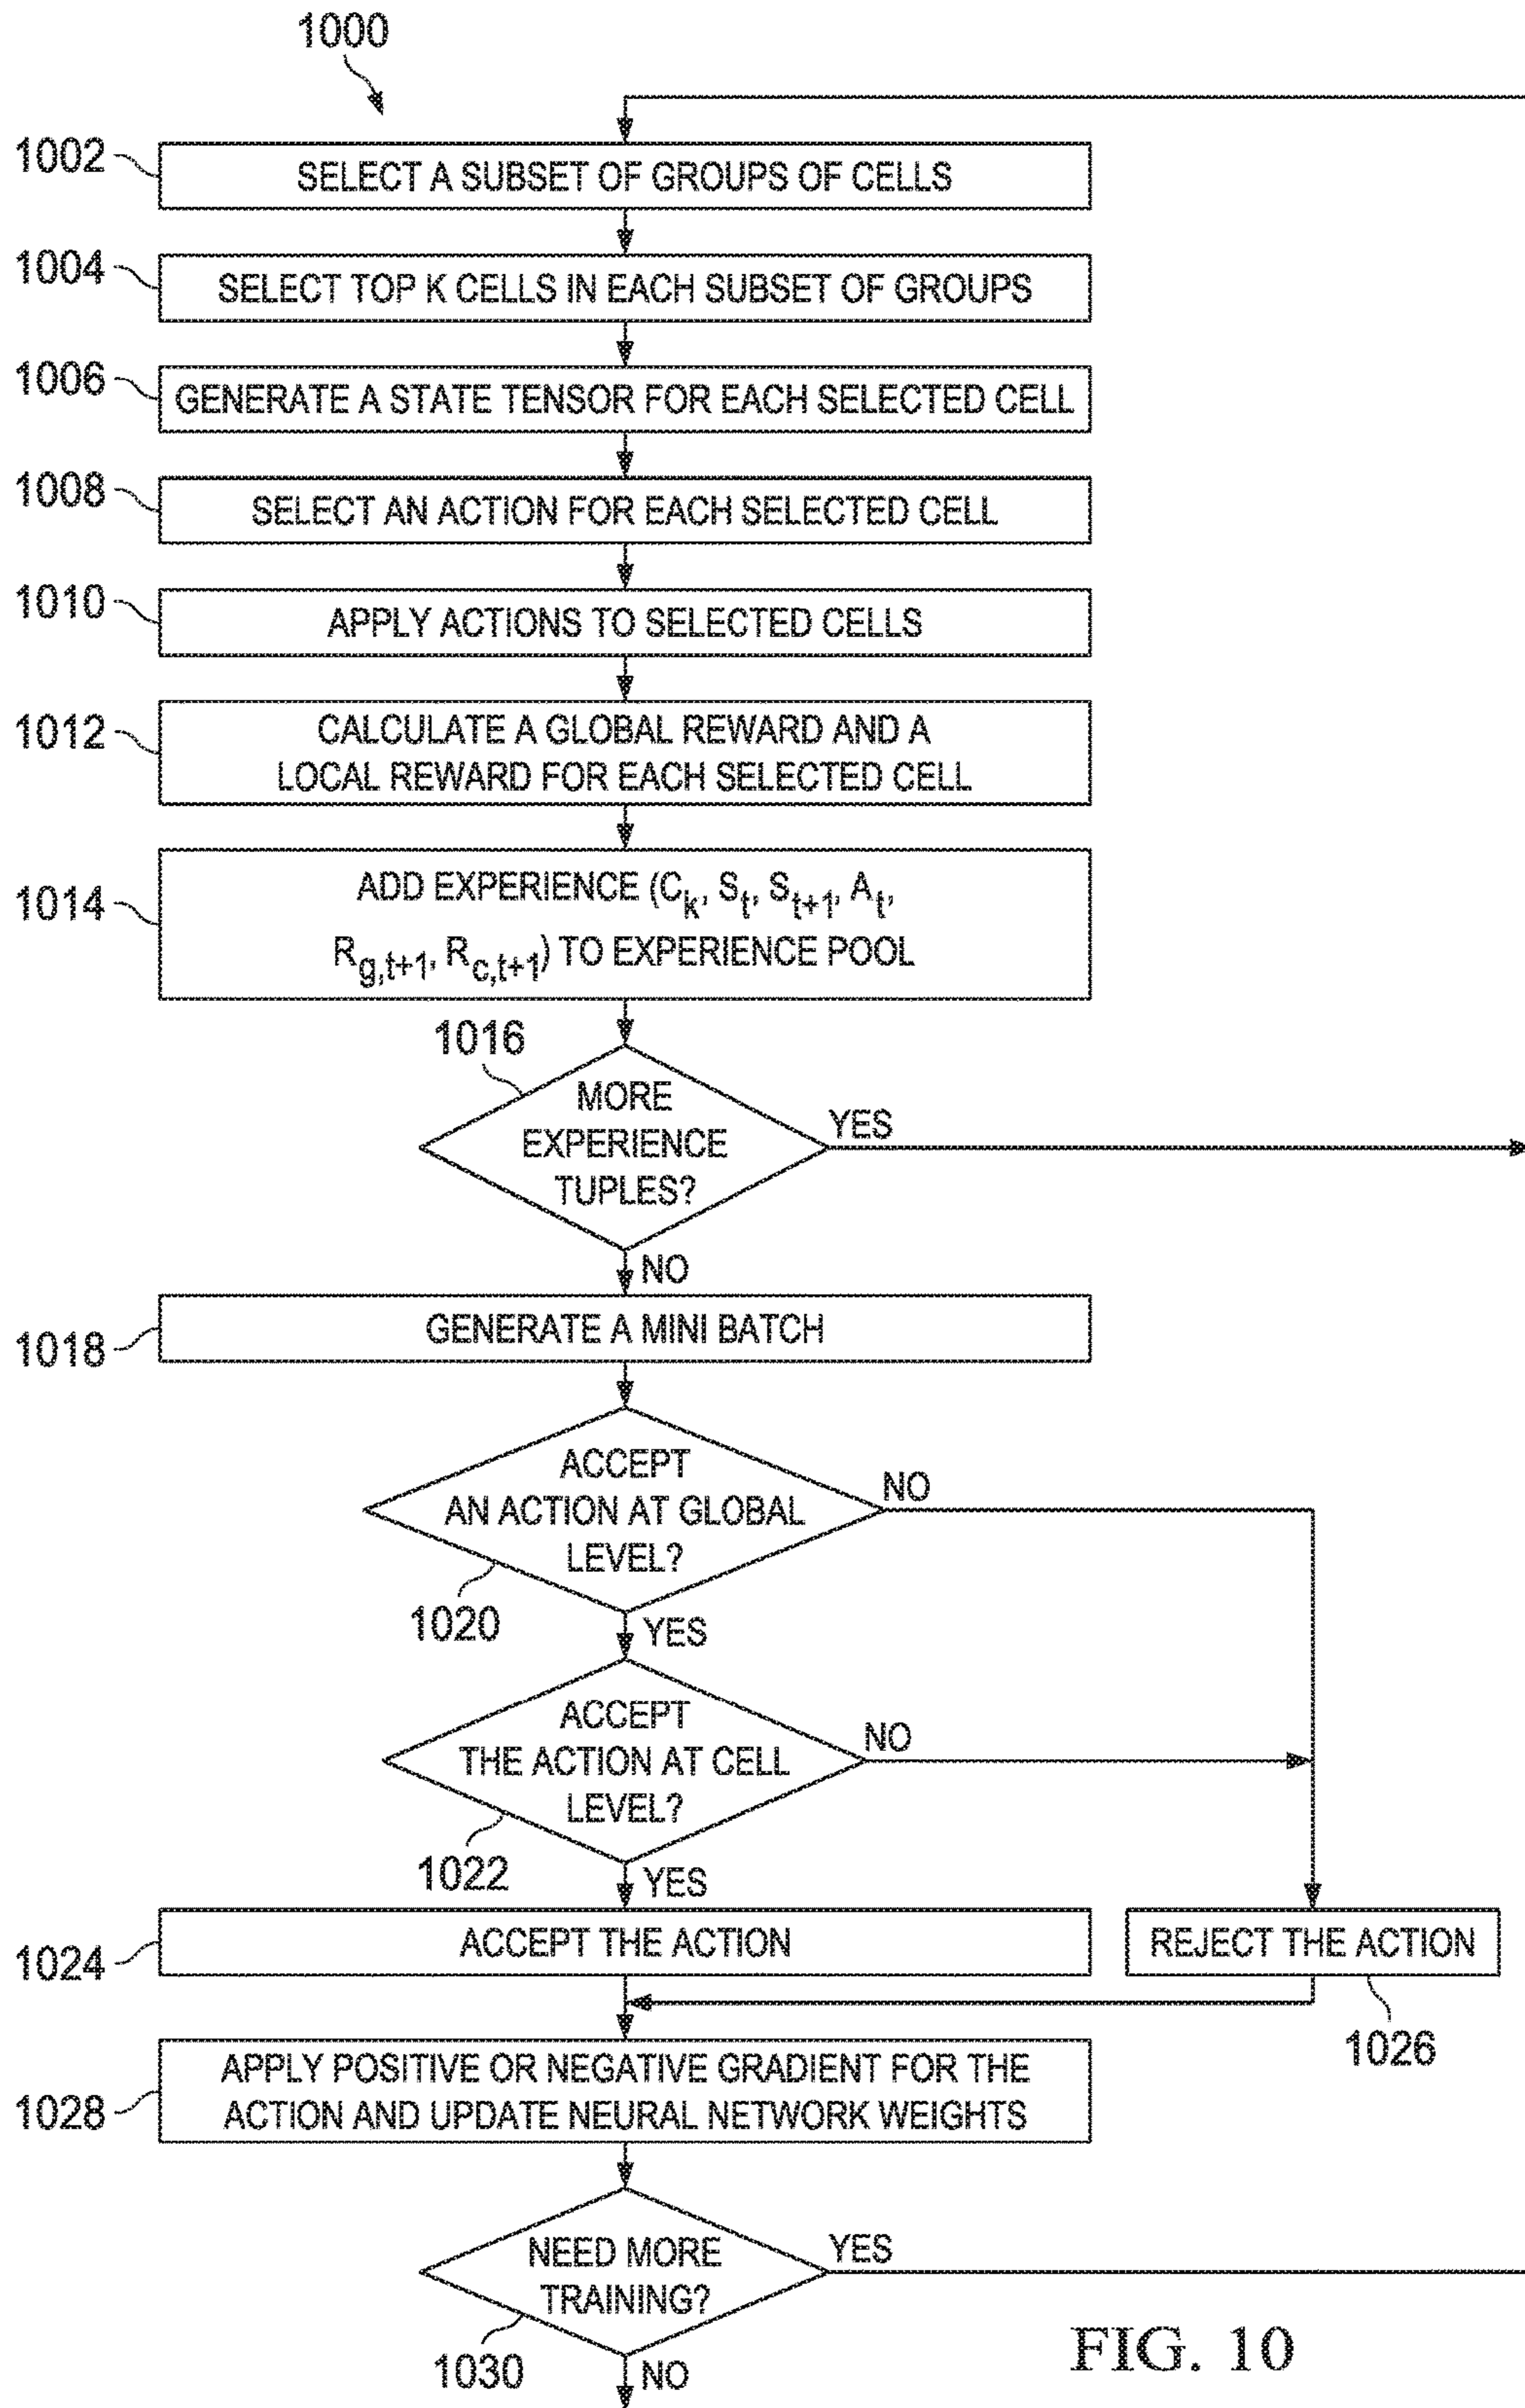 1000
1002
SELECT A SUBSET OF GROUPS OF CELLS
1004
SELECT TOP K CELLS IN EACH SUBSET OF GROUPS
1006
GENERATE A STATE TENSOR FOR EACH SELECTED CELL
1008
SELECT AN ACTION FOR EACH SELECTED CELL
1010
APPLY ACTIONS TO SELECTED CELLS
1012
CALCULATE A GLOBAL REWARD AND A
LOCAL REWARD FOR EACH SELECTED CELL
1014
ADD EXPERIENCE (C_k, S_t, S_{t+1}, A_t,
R_{g,t+1}, R_{c,t+1}) TO EXPERIENCE POOL
1016
MORE
EXPERIENCE
TUPLES?
YES
NO
1018
GENERATE A MINI BATCH
ACCEPT
AN ACTION AT GLOBAL
LEVEL?
NO
1020
YES
ACCEPT
THE ACTION AT CELL
LEVEL?
NO
1022
YES
1024
ACCEPT THE ACTION
REJECT THE ACTION
1026
1028
APPLY POSITIVE OR NEGATIVE GRADIENT FOR THE
ACTION AND UPDATE NEURAL NETWORK WEIGHTS
NEED MORE
TRAINING?
YES
1030
NO
FIG. 10